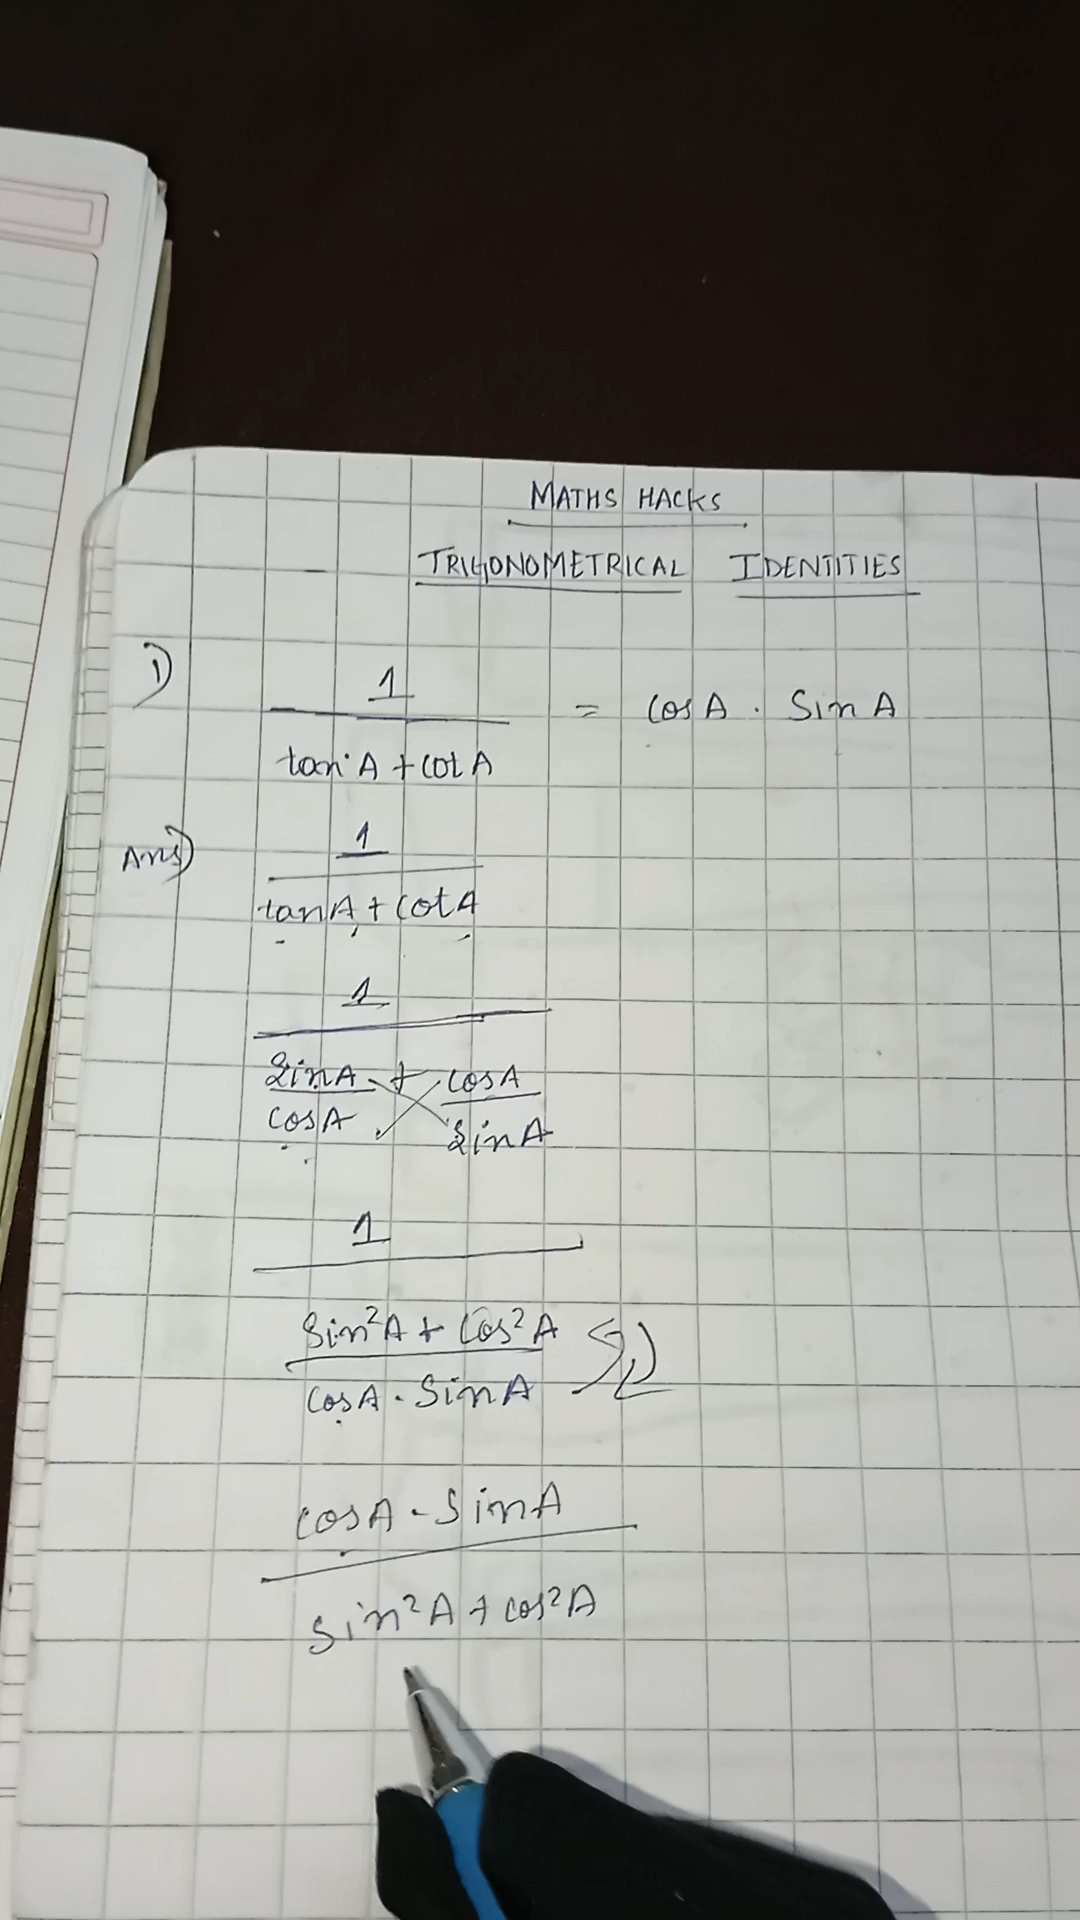 MATHS HACKS
TRIGONOMETRICAL IDENTITIES
1) 1 / tan A + cot A = cos A . Sin A
Ans) 1
tan A + cot A
1
Sin A + cos A
cos A Sin A
1
Sin²A + Cos²A
cos A . Sin A
cos A . Sin A
Sin²A + cos²A